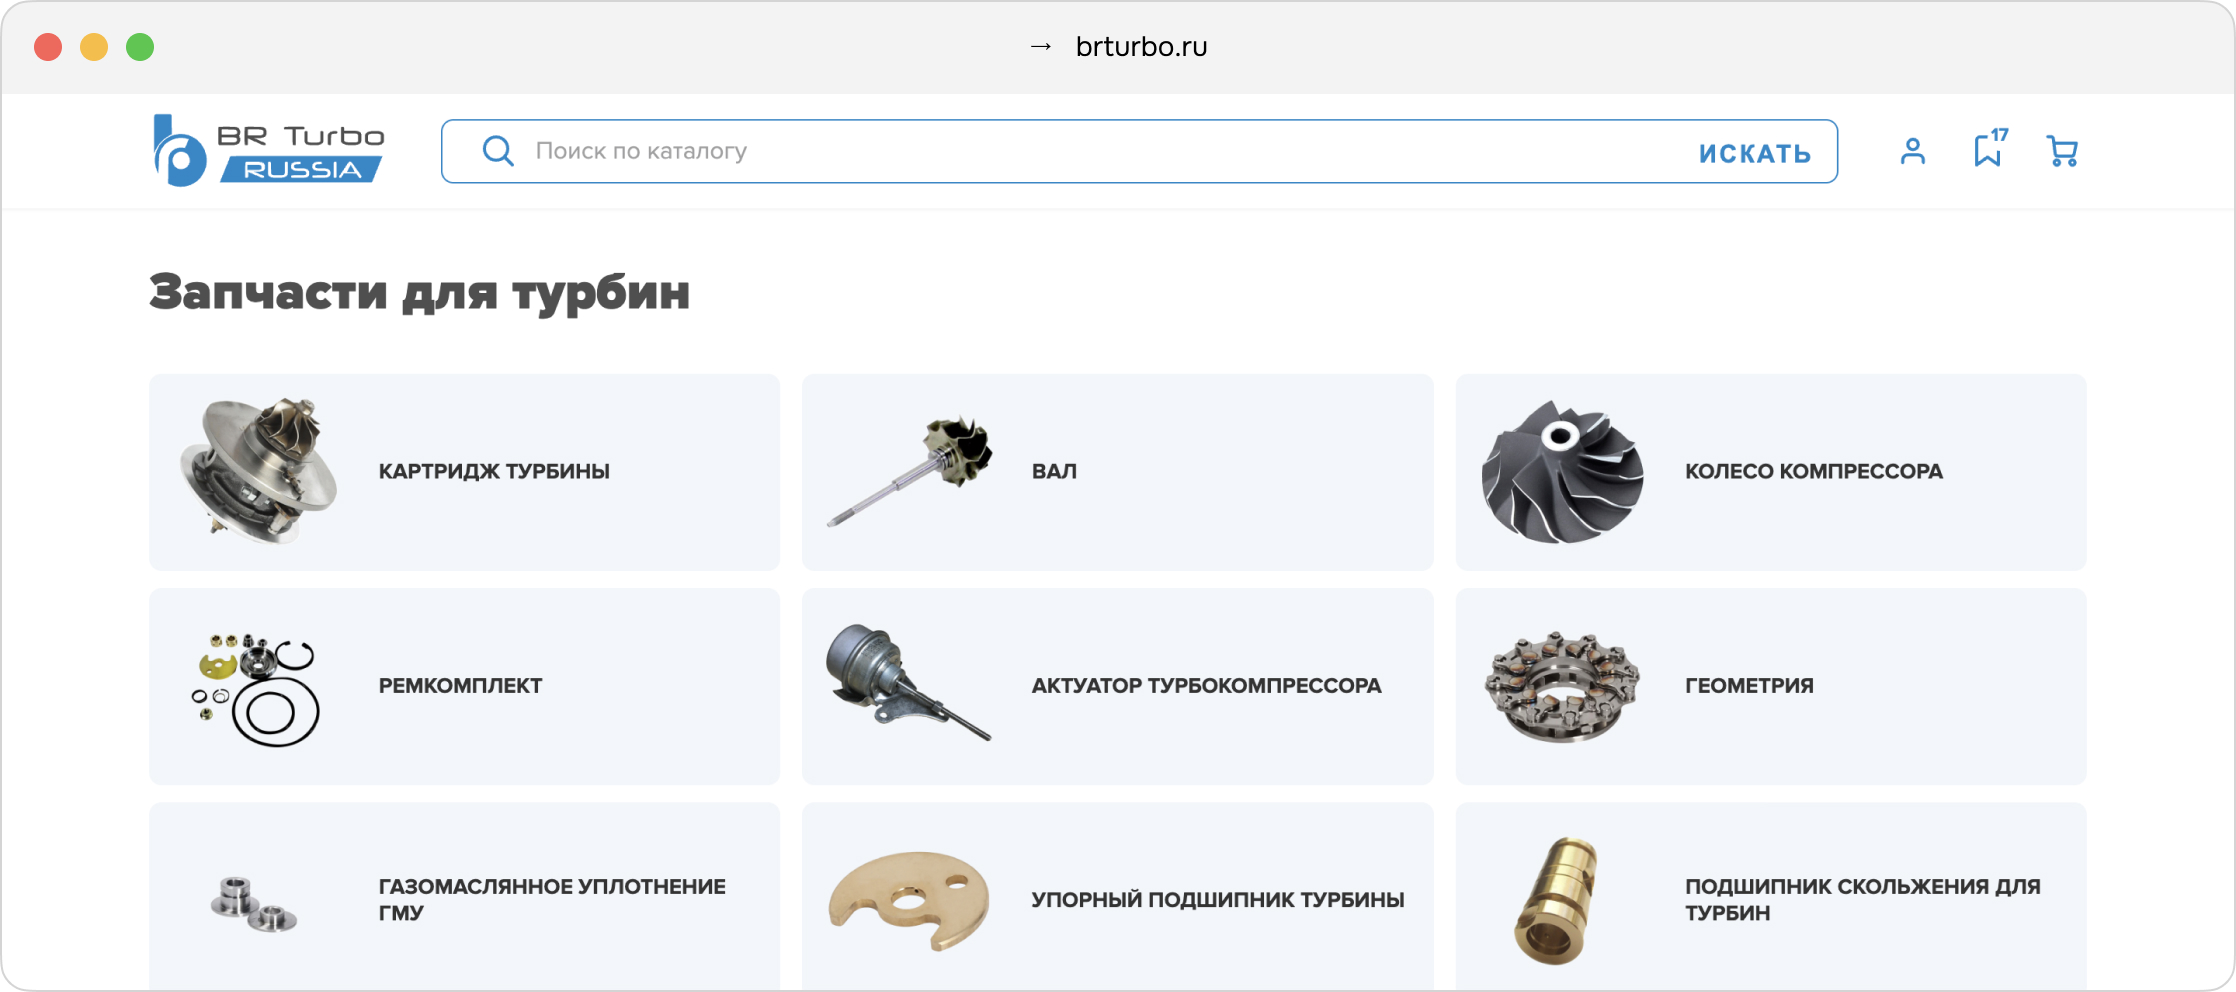 → brturbo.ru
BR Turbo
RUSSIA
Поиск по каталогу
ИСКАТЬ
17
Запчасти для турбин
КАРТРИДЖ ТУРБИНЫ
ВАЛ
КОЛЕСО КОМПРЕССОРА
РЕМКОМПЛЕКТ
АКТУАТОР ТУРБОКОМПРЕССОРА
ГЕОМЕТРИЯ
ГАЗОМАСЛЯННОЕ УПЛОТНЕНИЕ
ГМУ
УПОРНЫЙ ПОДШИПНИК ТУРБИНЫ
ПОДШИПНИК СКОЛЬЖЕНИЯ ДЛЯ
ТУРБИН